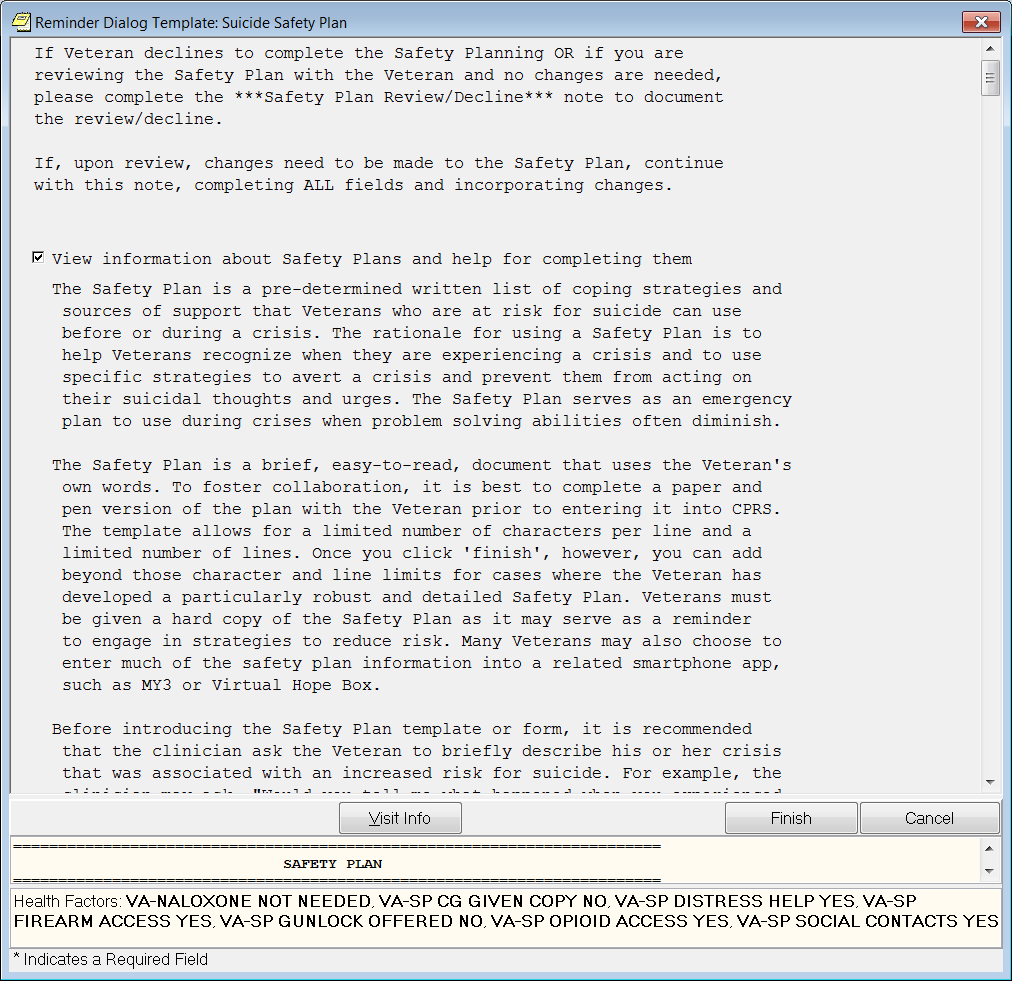 Reminder Dialog Template: Suicide Safety Plan
If Veteran declines to complete the Safety Planning OR if you are
reviewing the Safety Plan with the Veteran and no changes are needed,
please complete the ***Safety Plan Review/Decline*** note to document
the review/decline.
If, upon review, changes need to be made to the Safety Plan, continue
with this note, completing ALL fields and incorporating changes.
View information about Safety Plans and help for completing them
The Safety Plan is a pre-determined written list of coping strategies and
sources of support that Veterans who are at risk for suicide can use
before or during a crisis. The rationale for using a Safety Plan is to
help Veterans recognize when they are experiencing a crisis and to use
specific strategies to avert a crisis and prevent them from acting on
their suicidal thoughts and urges. The Safety Plan serves as an emergency
plan to use during crises when problem solving abilities often diminish.
The Safety Plan is a brief, easy-to-read, document that uses the Veteran's
own words. To foster collaboration, it is best to complete a paper and
pen version of the plan with the Veteran prior to entering it into CPRS.
The template allows for a limited number of characters per line and a
limited number of lines. Once you click 'finish', however, you can add
beyond those character and line limits for cases where the Veteran has
developed a particularly robust and detailed Safety Plan. Veterans must
be given a hard copy of the Safety Plan as it may serve as a reminder
to engage in strategies to reduce risk. Many Veterans may also choose to
enter much of the safety plan information into a related smartphone app,
such as MY3 or Virtual Hope Box.
Before introducing the Safety Plan template or form, it is recommended
that the clinician ask the Veteran to briefly describe his or her crisis
that was associated with an increased risk for suicide. For example, the
clinician may ask, "Would you tell me what happened when you experienced
Visit Info
Finish
Cancel
SAFETY PLAN
Health Factors: VA-NALOXONE NOT NEEDED, VA-SP CG GIVEN COPY NO, VA-SP DISTRESS HELP YES, VA-SP
FIREARM ACCESS YES, VA-SP GUNLOCK OFFERED NO, VA-SP OPIOID ACCESS YES, VA-SP SOCIAL CONTACTS YES
* Indicates a Required Field